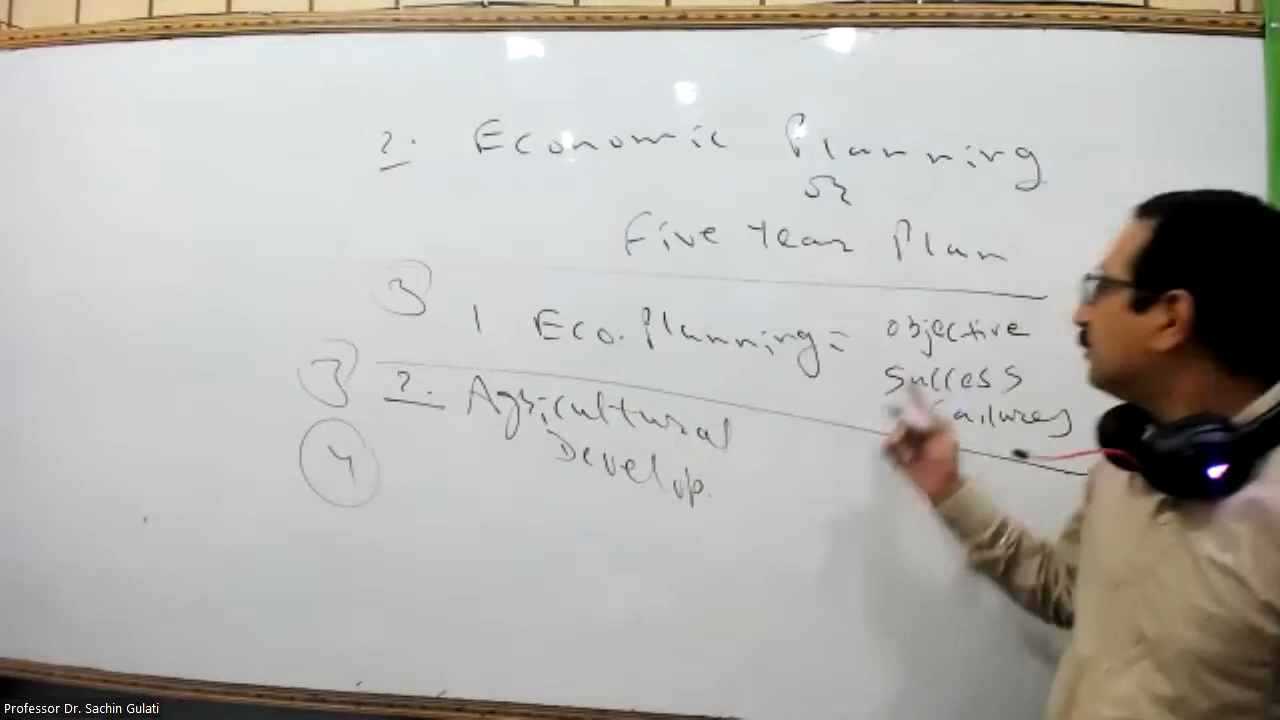 2. Economic Planning
or
Five Year Plan
3
1 Eco. Planning = objective
success
Failures
3 2. Agricultural
Develop.
4
Professor Dr. Sachin Gulati